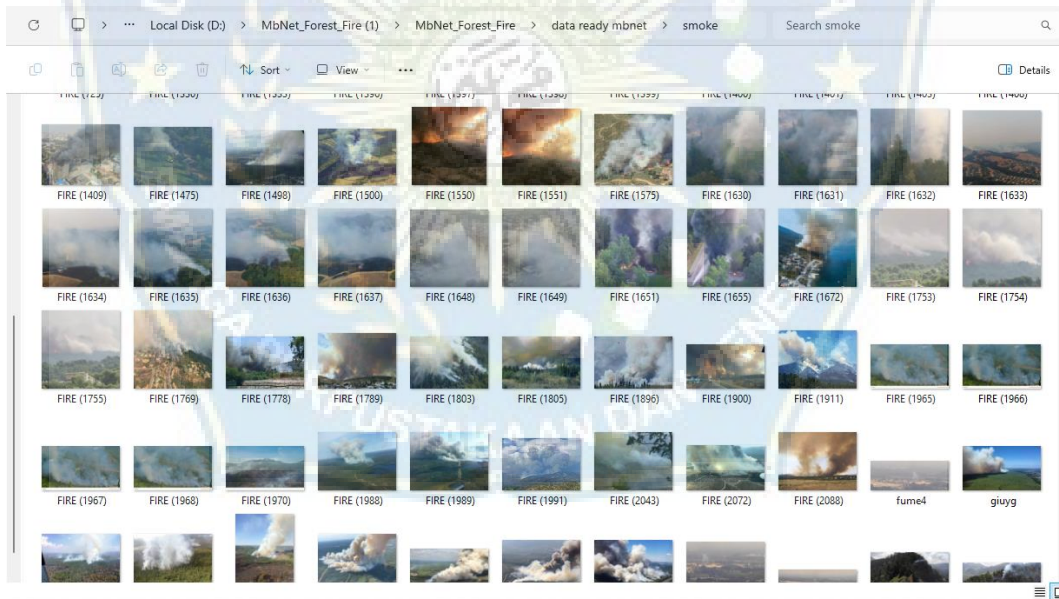 Local Disk (D:) > MbNet_Forest_Fire (1) > MbNet_Forest_Fire > data ready mbnet > smoke Search smoke
Sort View ... Details
FIRE (1409) FIRE (1475) FIRE (1498) FIRE (1500) FIRE (1550) FIRE (1551) FIRE (1575) FIRE (1630) FIRE (1631) FIRE (1632) FIRE (1633)
FIRE (1634) FIRE (1635) FIRE (1636) FIRE (1637) FIRE (1648) FIRE (1649) FIRE (1651) FIRE (1655) FIRE (1672) FIRE (1753) FIRE (1754)
FIRE (1755) FIRE (1769) FIRE (1778) FIRE (1789) FIRE (1803) FIRE (1805) FIRE (1896) FIRE (1900) FIRE (1911) FIRE (1965) FIRE (1966)
FIRE (1967) FIRE (1968) FIRE (1970) FIRE (1988) FIRE (1989) FIRE (1991) FIRE (2043) FIRE (2072) FIRE (2088) fume4 giuyg